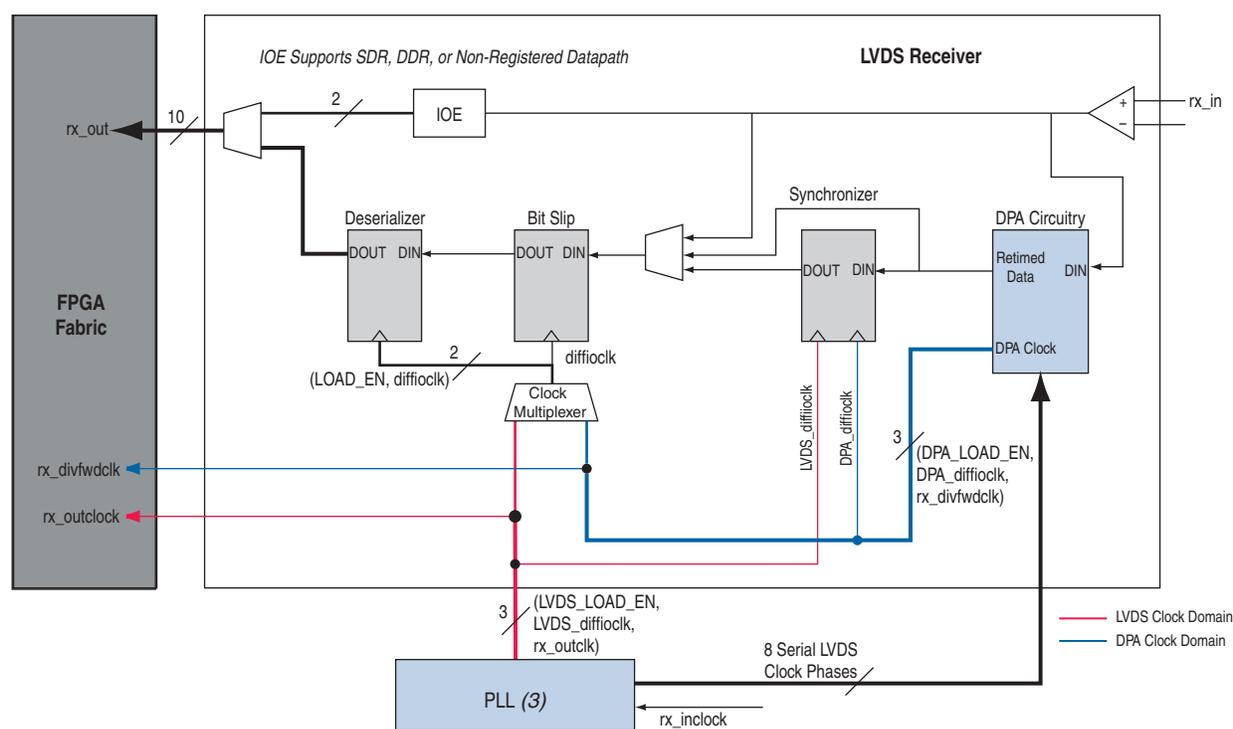 IOE Supports SDR, DDR, or Non-Registered Datapath
LVDS Receiver
2
IOE
+
–
rx_in
10
rx_out
Synchronizer
Deserializer
Bit Slip
DPA Circuitry
DOUT DIN
DOUT DIN
DOUT DIN
Retimed
Data
DIN
FPGA
Fabric
DPA Clock
2
(LOAD_EN, diffioclk)
diffioclk
Clock
Multiplexer
LVDS_diffiioclk
DPA_diffioclk
3
(DPA_LOAD_EN,
DPA_diffioclk,
rx_divfwdclk)
rx_divfwdclk
rx_outclock
3
(LVDS_LOAD_EN,
LVDS_diffioclk,
rx_outclk)
LVDS Clock Domain
DPA Clock Domain
8 Serial LVDS
Clock Phases
PLL (3)
rx_inclock